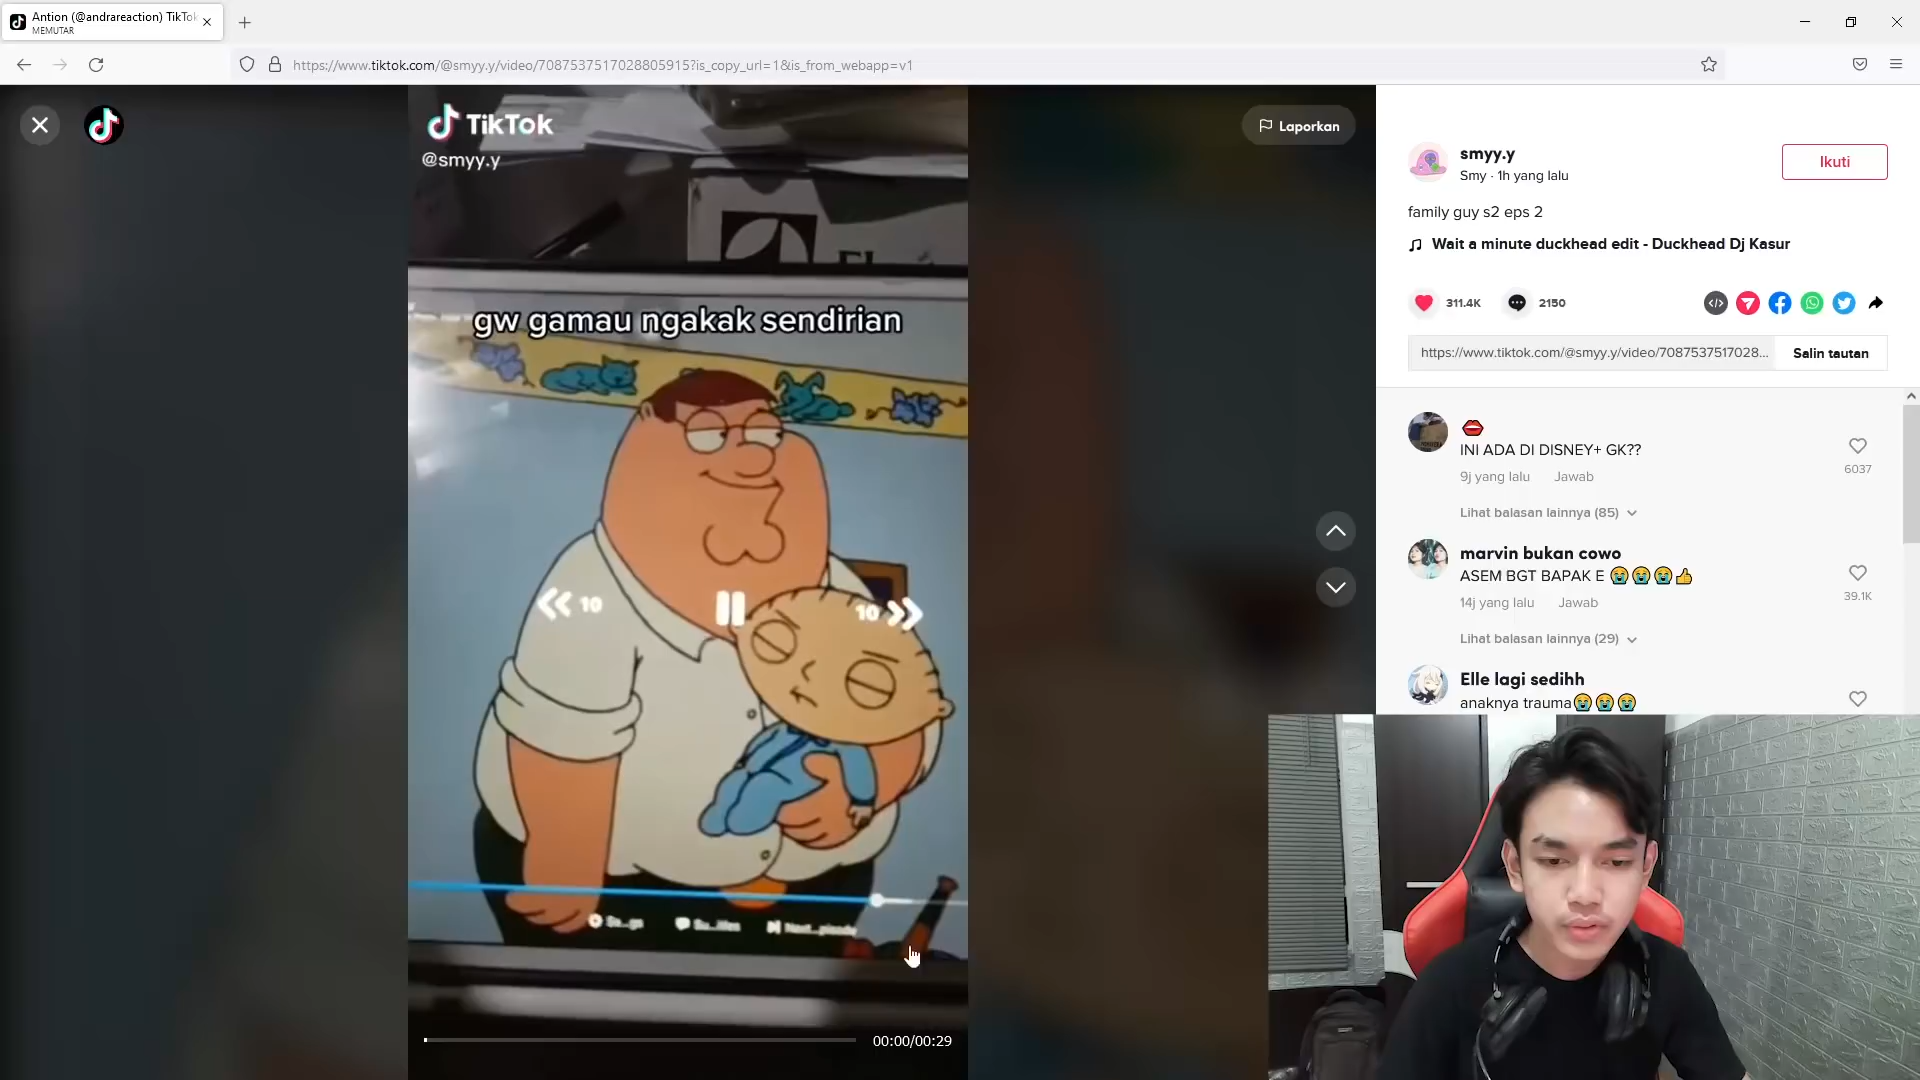 Antion (@andrareaction) TikTok
MEMUTAR
https://www.tiktok.com/@smyy.y/video/7087537517028805915?is_copy_url=1&is_from_webapp=v1
TikTok
@smyy.y
Laporkan
gw gamau ngakak sendirian
10
10
00:00/00:29
smyy.y
Smy · 1h yang lalu
Ikuti
family guy s2 eps 2
Wait a minute duckhead edit - Duckhead Dj Kasur
311.4K
2150
https://www.tiktok.com/@smyy.y/video/7087537517028...
Salin tautan
INI ADA DI DISNEY+ GK??
9j yang lalu Jawab
6037
Lihat balasan lainnya (85)
marvin bukan cowo
ASEM BGT BAPAK E 😭😭😭👍
14j yang lalu Jawab
39.1K
Lihat balasan lainnya (29)
Elle lagi sedihh
anaknya trauma😭😭😭